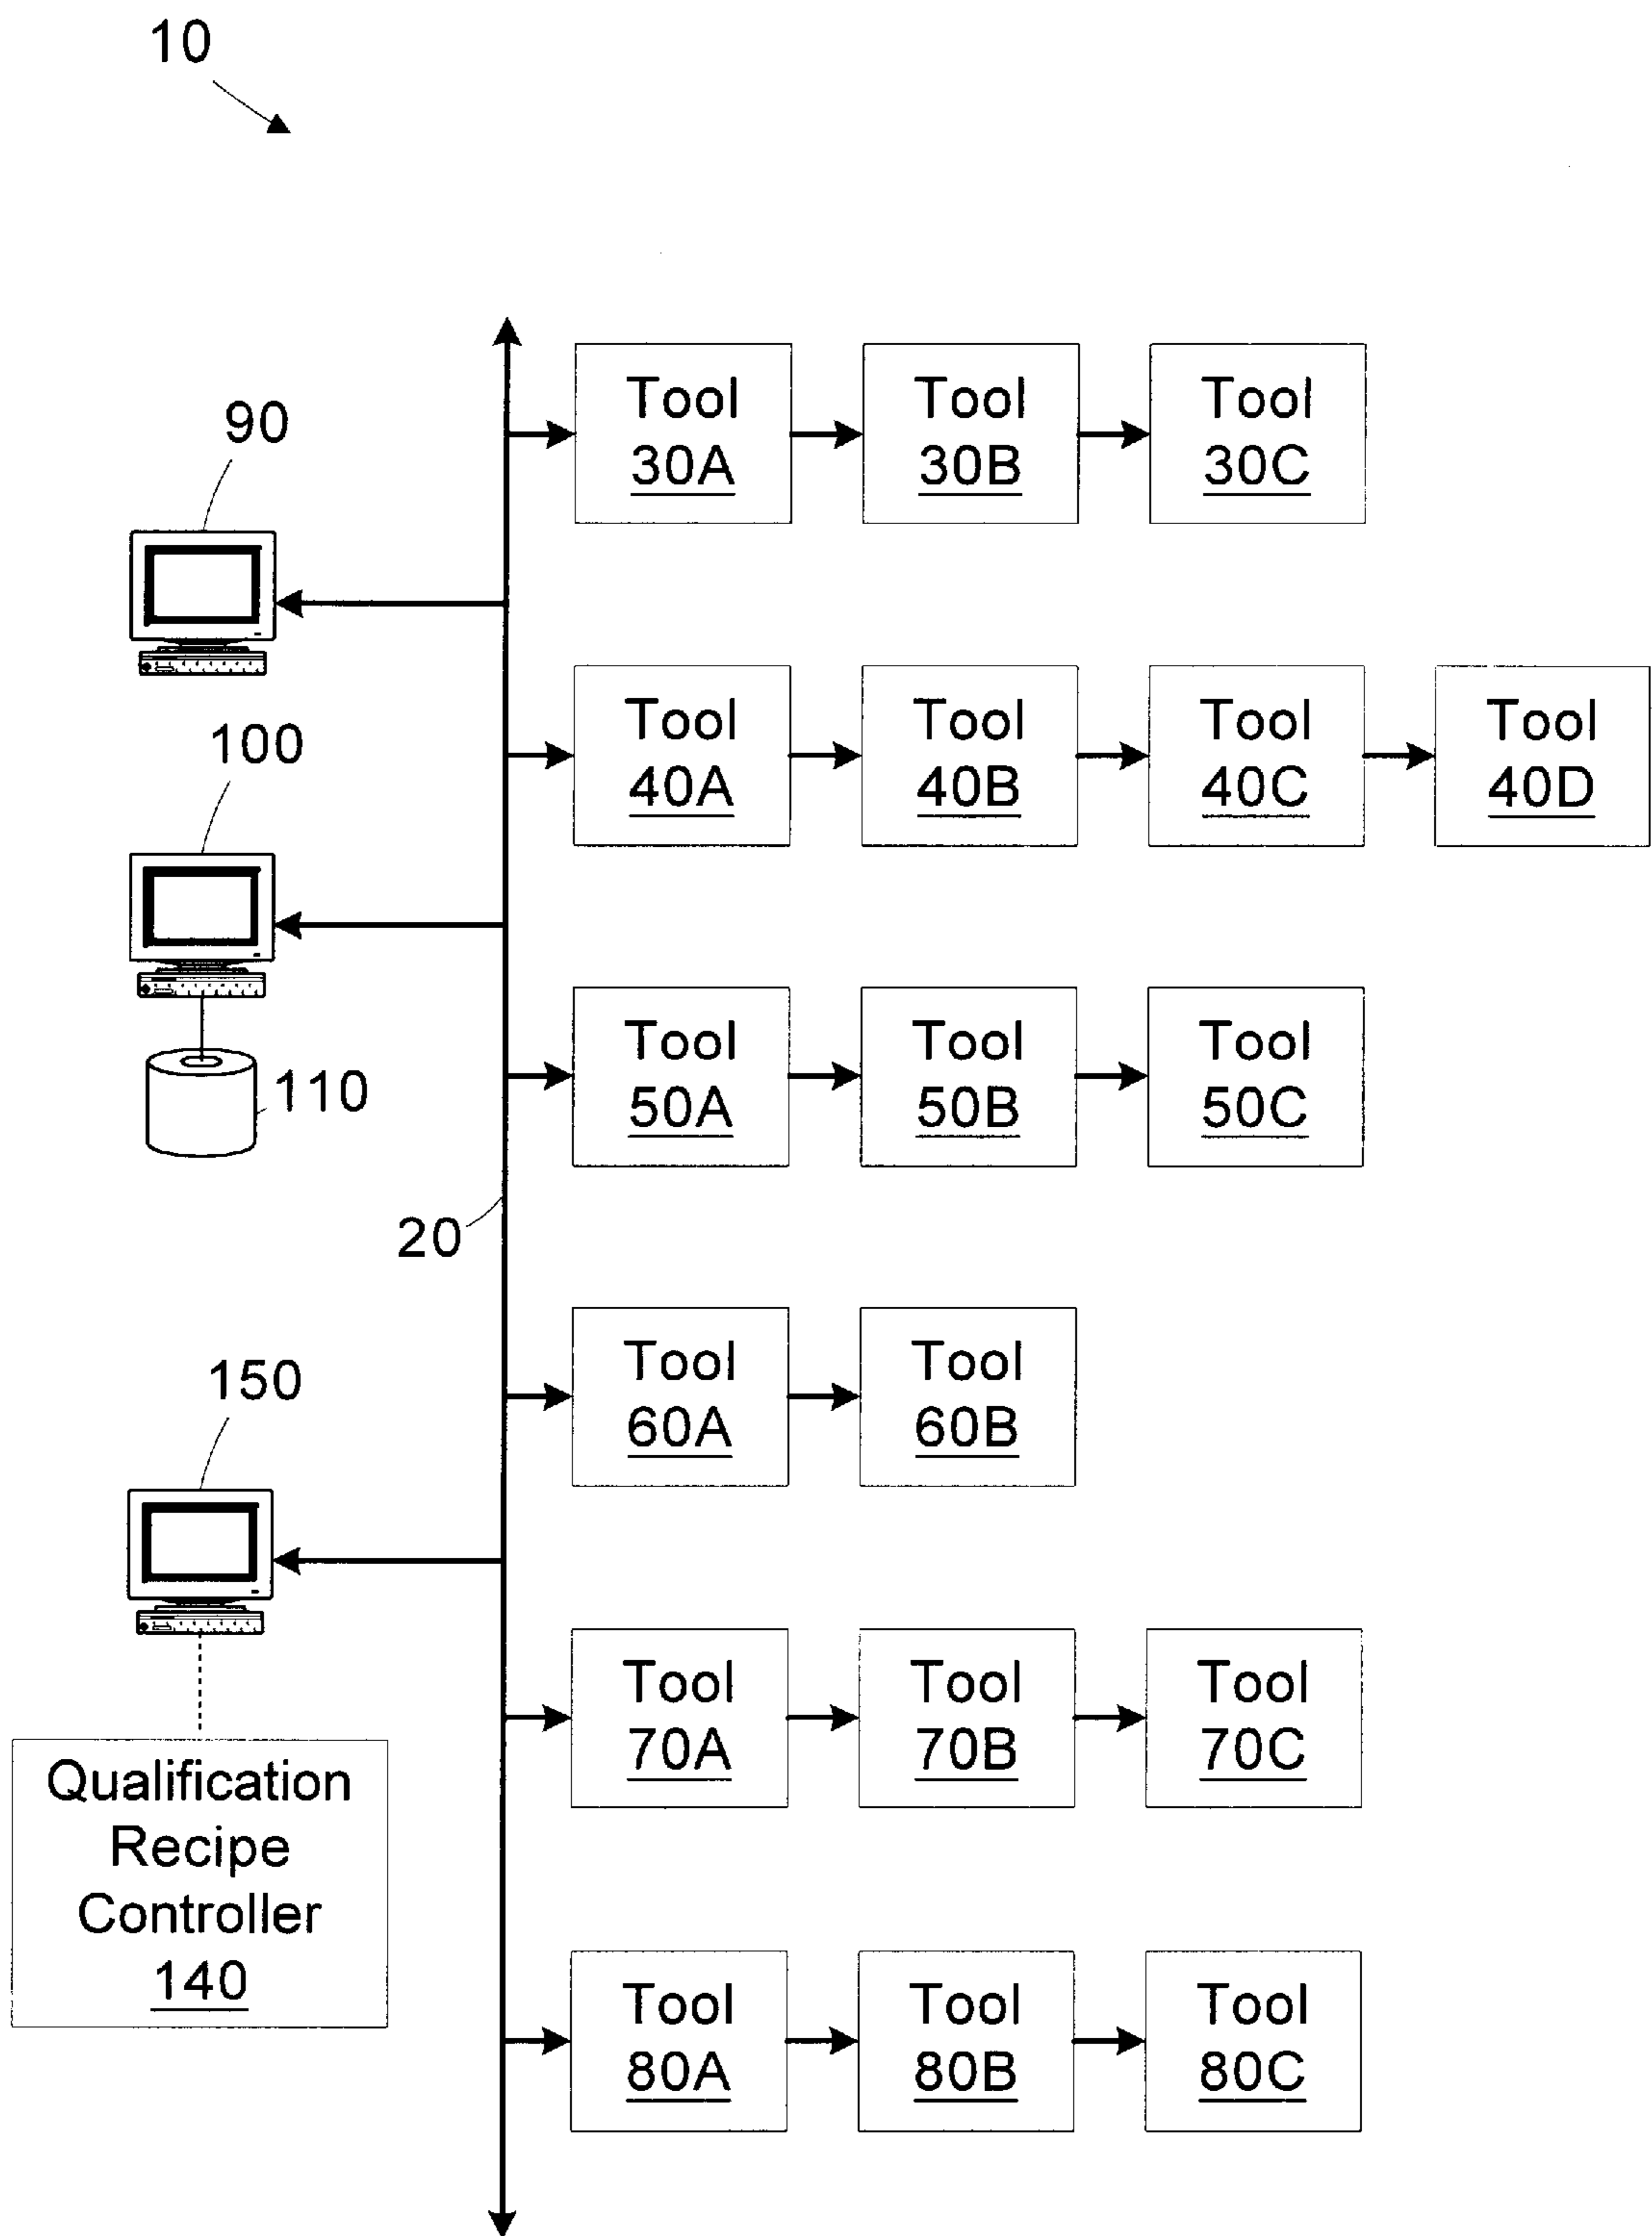 10
90
100
110
20
150
Qualification
Recipe
Controller
140
Tool
30A
Tool
30B
Tool
30C
Tool
40A
Tool
40B
Tool
40C
Tool
40D
Tool
50A
Tool
50B
Tool
50C
Tool
60A
Tool
60B
Tool
70A
Tool
70B
Tool
70C
Tool
80A
Tool
80B
Tool
80C